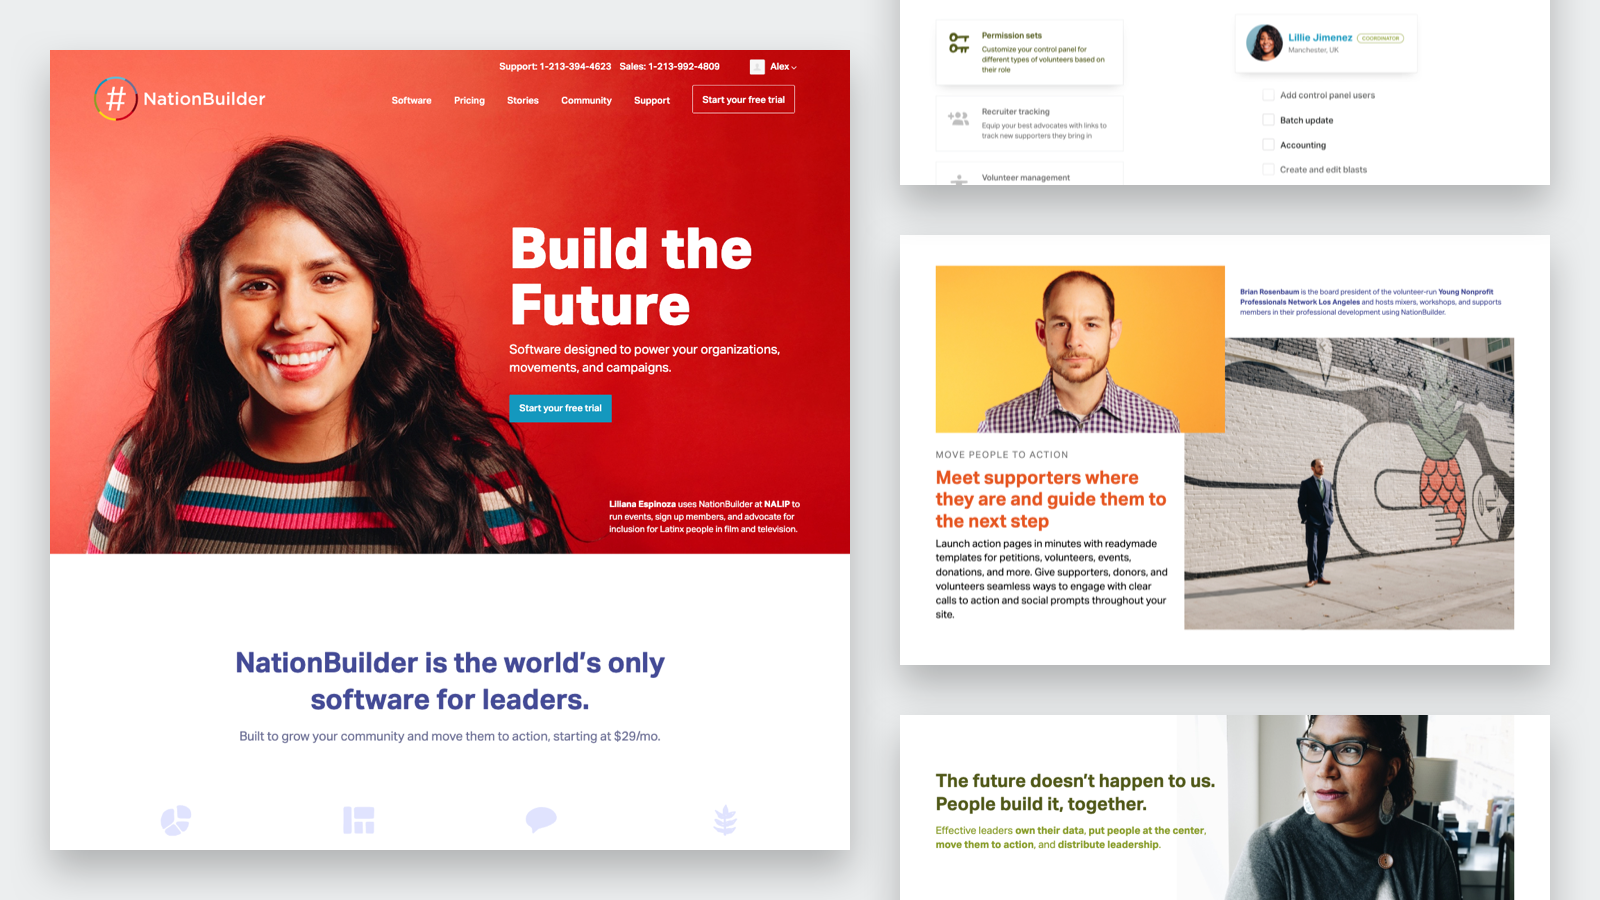 Support: 1-213-394-4623 Sales: 1-213-992-4809 Alex
# NationBuilder
Software Pricing Stories Community Support Start your free trial
Build the
Future
Software designed to power your organizations,
movements, and campaigns.
Start your free trial
Liliana Espinoza uses NationBuilder at NALIP to
run events, sign up members, and advocate for
inclusion for Latinx people in film and television.
NationBuilder is the world’s only
software for leaders.
Built to grow your community and move them to action, starting at $29/mo.
Permission sets
Customize your control panel for
different types of volunteers based on
their role
Recruiter tracking
Equip your best advocates with links to
track new supporters they bring in
Volunteer management
Lillie Jimenez COORDINATOR
Manchester, UK
Add control panel users
Batch update
Accounting
Create and edit blasts
Brian Rosenbaum is the board president of the volunteer-run Young Nonprofit
Professionals Network Los Angeles and hosts mixers, workshops, and supports
members in their professional development using NationBuilder.
MOVE PEOPLE TO ACTION
Meet supporters where
they are and guide them to
the next step
Launch action pages in minutes with readymade
templates for petitions, volunteers, events,
donations, and more. Give supporters, donors, and
volunteers seamless ways to engage with clear
calls to action and social prompts throughout your
site.
The future doesn’t happen to us.
People build it, together.
Effective leaders own their data, put people at the center,
move them to action, and distribute leadership.